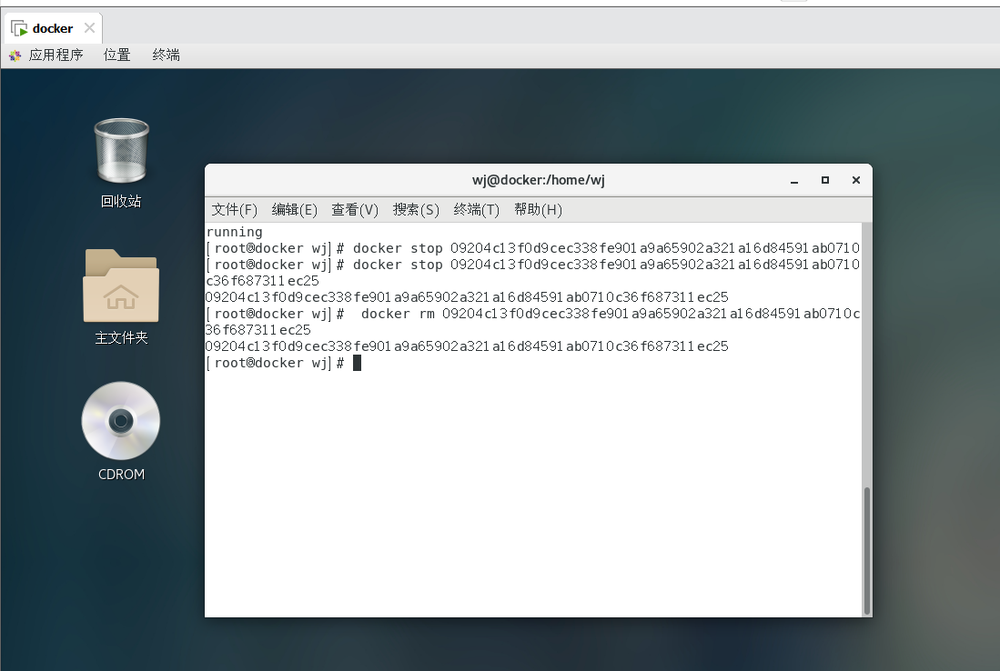 docker
应用程序 位置 终端
回收站
主文件夹
CDROM
wj@docker:/home/wj
文件(F) 编辑(E) 查看(V) 搜索(S) 终端(T) 帮助(H)
running
[root@docker wj]# docker stop 09204c13f0d9cec338fe901a9a65902a321a16d84591ab0710
[root@docker wj]# docker stop 09204c13f0d9cec338fe901a9a65902a321a16d84591ab0710
c36f687311ec25
09204c13f0d9cec338fe901a9a65902a321a16d84591ab0710c36f687311ec25
[root@docker wj]#  docker rm 09204c13f0d9cec338fe901a9a65902a321a16d84591ab0710c
36f687311ec25
09204c13f0d9cec338fe901a9a65902a321a16d84591ab0710c36f687311ec25
[root@docker wj]#